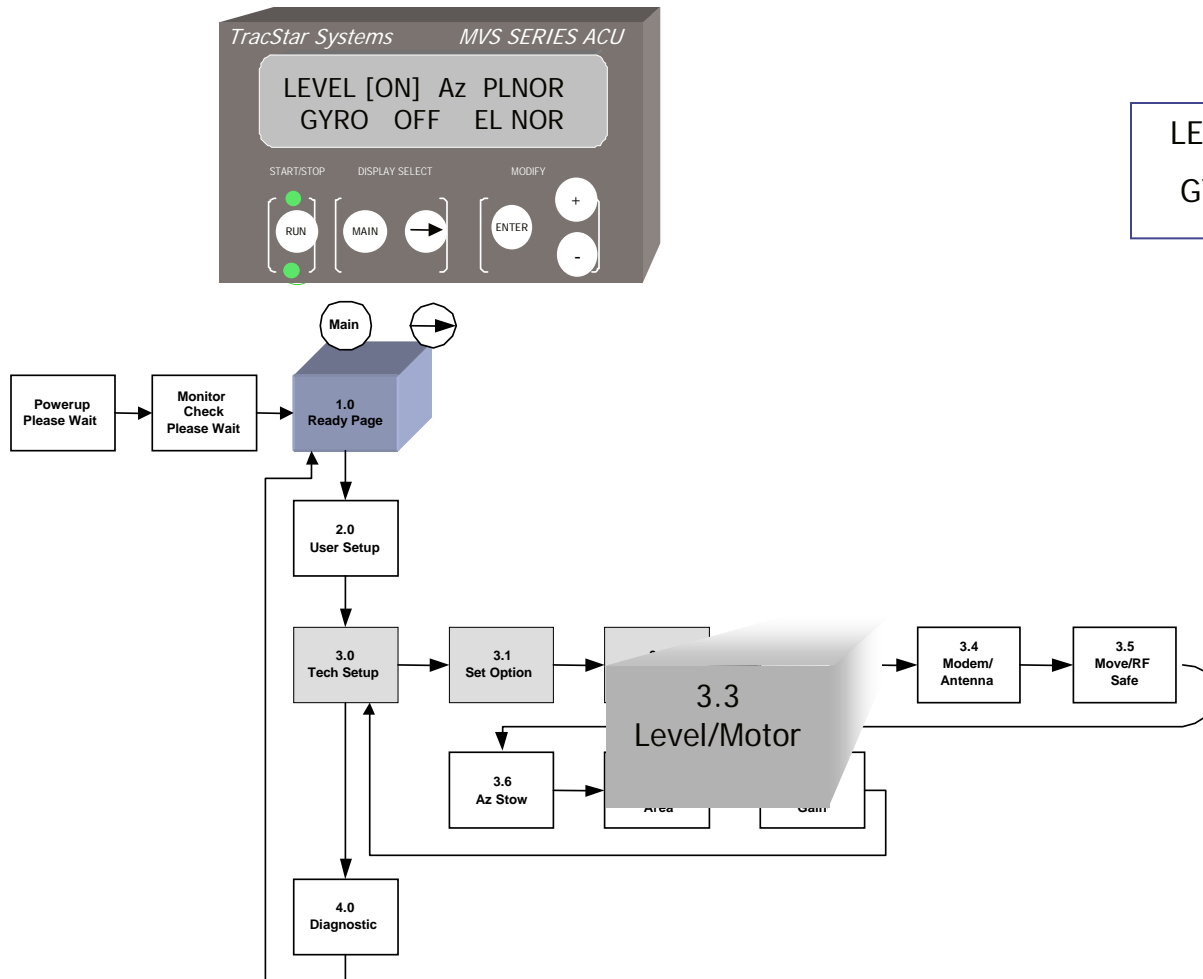 TracStar Systems MVS SERIES ACU
LEVEL [ON] Az PLNOR
GYRO OFF EL NOR
START/STOP DISPLAY SELECT MODIFY
RUN MAIN ENTER + -
Main
Powerup
Please Wait
Monitor
Check
Please Wait
1.0
Ready Page
2.0
User Setup
3.0
Tech Setup
3.1
Set Option
3.3
Level/Motor
3.4
Modem/
Antenna
3.5
Move/RF
Safe
3.6
Az Stow
Area
Gain
4.0
Diagnostic
LE